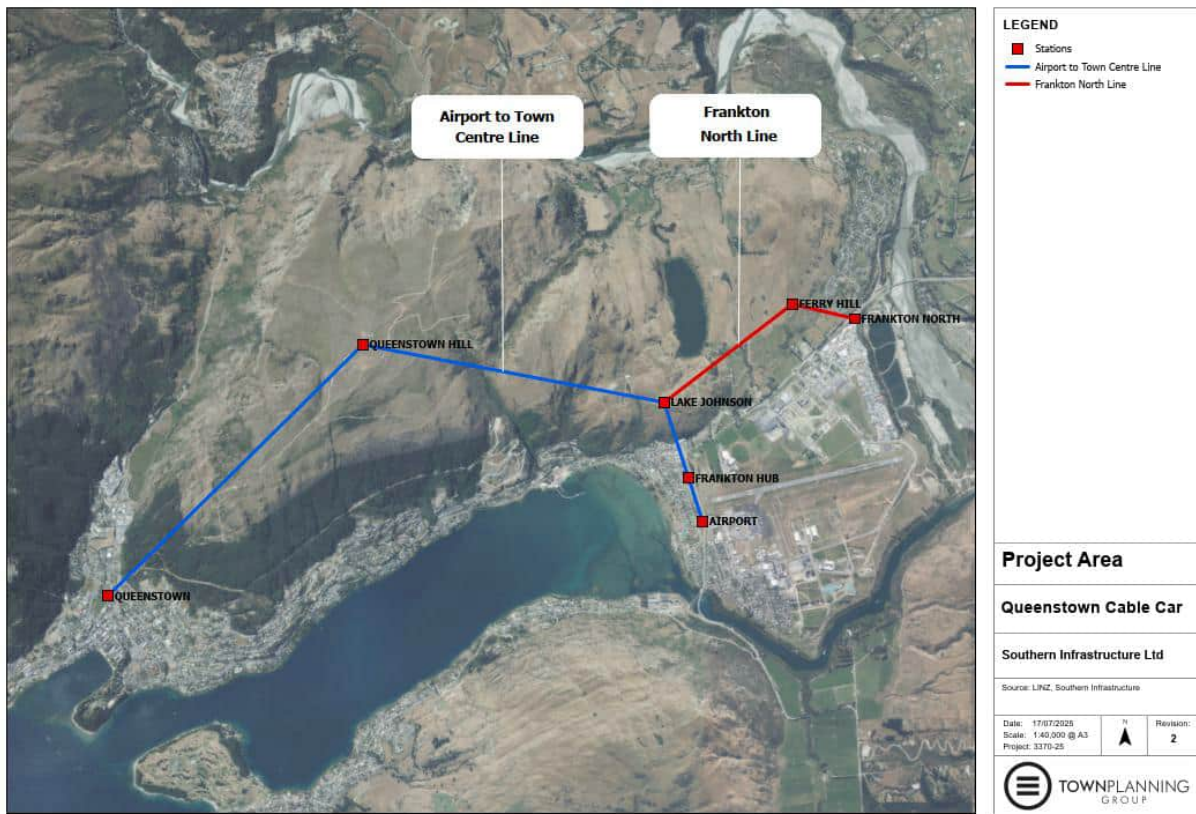 Airport to Town
Centre Line
Frankton
North Line
FERRY HILL
FRANKTON NORTH
QUEENSTOWN HILL
LAKE JOHNSON
FRANKTON HUB
AIRPORT
QUEENSTOWN
LEGEND
Stations
Airport to Town Centre Line
Frankton North Line
Project Area
Queenstown Cable Car
Southern Infrastructure Ltd
Source: LINZ, Southern Infrastructure
Date: 17/07/2025
Scale: 1:40,000 @ A3
Project: 3370-25
N
Revision:
2
TOWNPLANNING
GROUP